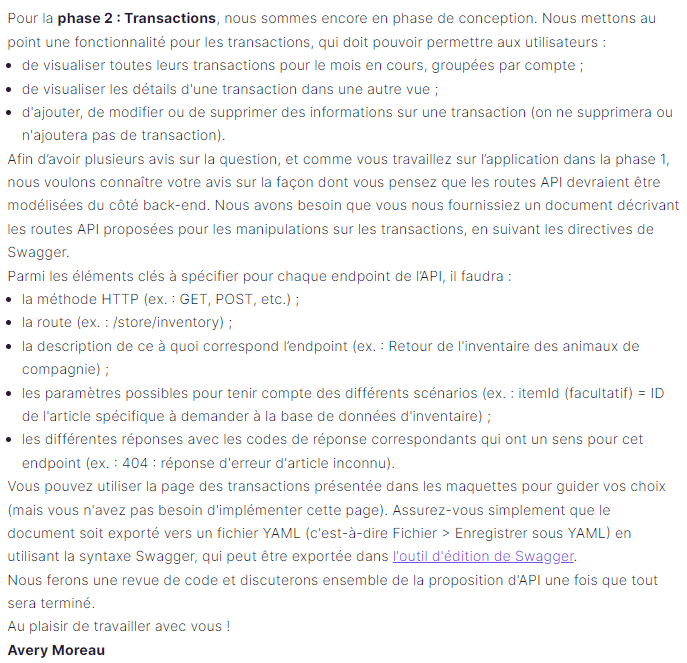 Pour la phase 2 : Transactions, nous sommes encore en phase de conception. Nous mettons au
point une fonctionnalité pour les transactions, qui doit pouvoir permettre aux utilisateurs :
• de visualiser toutes leurs transactions pour le mois en cours, groupées par compte ;
• de visualiser les détails d'une transaction dans une autre vue ;
• d'ajouter, de modifier ou de supprimer des informations sur une transaction (on ne supprimera ou
n'ajoutera pas de transaction).
Afin d’avoir plusieurs avis sur la question, et comme vous travaillez sur l’application dans la phase 1,
nous voulons connaître votre avis sur la façon dont vous pensez que les routes API devraient être
modélisées du côté back-end. Nous avons besoin que vous nous fournissiez un document décrivant
les routes API proposées pour les manipulations sur les transactions, en suivant les directives de
Swagger.
Parmi les éléments clés à spécifier pour chaque endpoint de l’API, il faudra :
• la méthode HTTP (ex. : GET, POST, etc.) ;
• la route (ex. : /store/inventory) ;
• la description de ce à quoi correspond l’endpoint (ex. : Retour de l'inventaire des animaux de
compagnie) ;
• les paramètres possibles pour tenir compte des différents scénarios (ex. : itemId (facultatif) = ID
de l'article spécifique à demander à la base de données d'inventaire) ;
• les différentes réponses avec les codes de réponse correspondants qui ont un sens pour cet
endpoint (ex. : 404 : réponse d'erreur d'article inconnu).
Vous pouvez utiliser la page des transactions présentée dans les maquettes pour guider vos choix
(mais vous n'avez pas besoin d'implémenter cette page). Assurez-vous simplement que le
document soit exporté vers un fichier YAML (c'est-à-dire Fichier > Enregistrer sous YAML) en
utilisant la syntaxe Swagger, qui peut être exportée dans l'outil d'édition de Swagger.
Nous ferons une revue de code et discuterons ensemble de la proposition d'API une fois que tout
sera terminé.
Au plaisir de travailler avec vous !
Avery Moreau